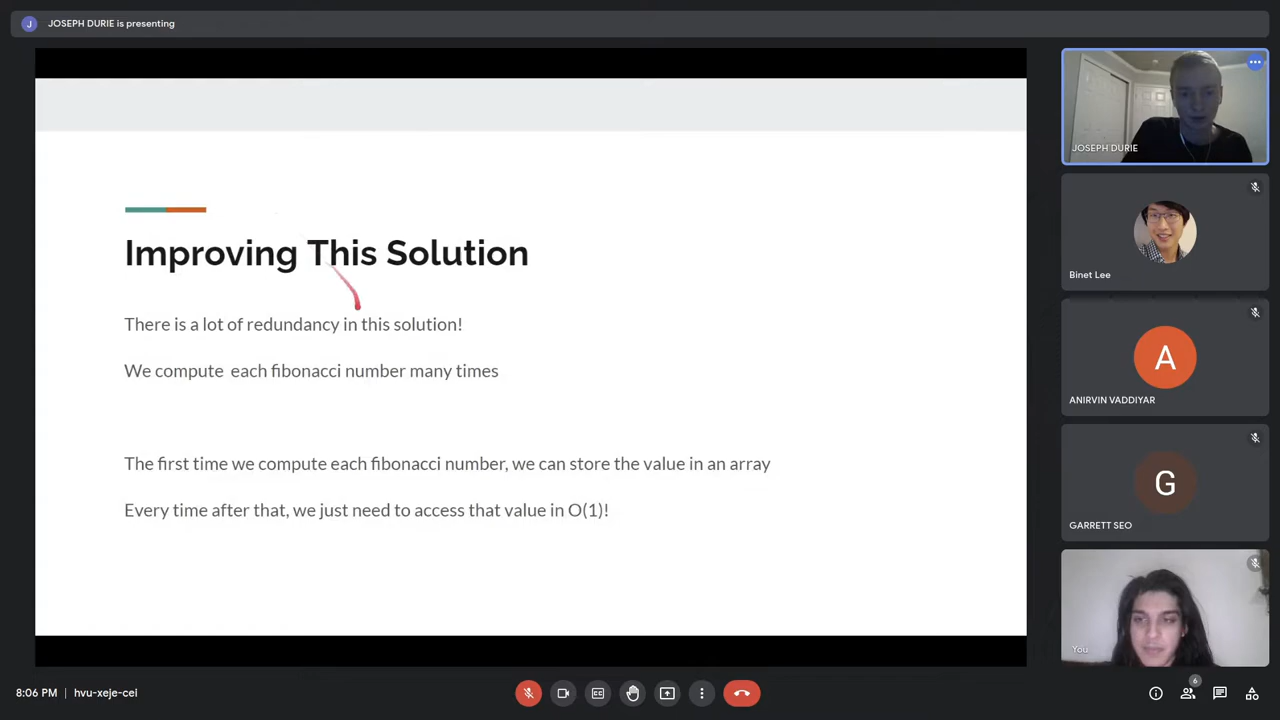 J JOSEPH DURIE is presenting
Improving This Solution
There is a lot of redundancy in this solution!
We compute each fibonacci number many times
The first time we compute each fibonacci number, we can store the value in an array
Every time after that, we just need to access that value in O(1)!
JOSEPH DURIE
Binet Lee
A
ANIRVIN VADDIYAR
G
GARRETT SEO
You
8:06 PM | hvu-xeje-cei
CC
6